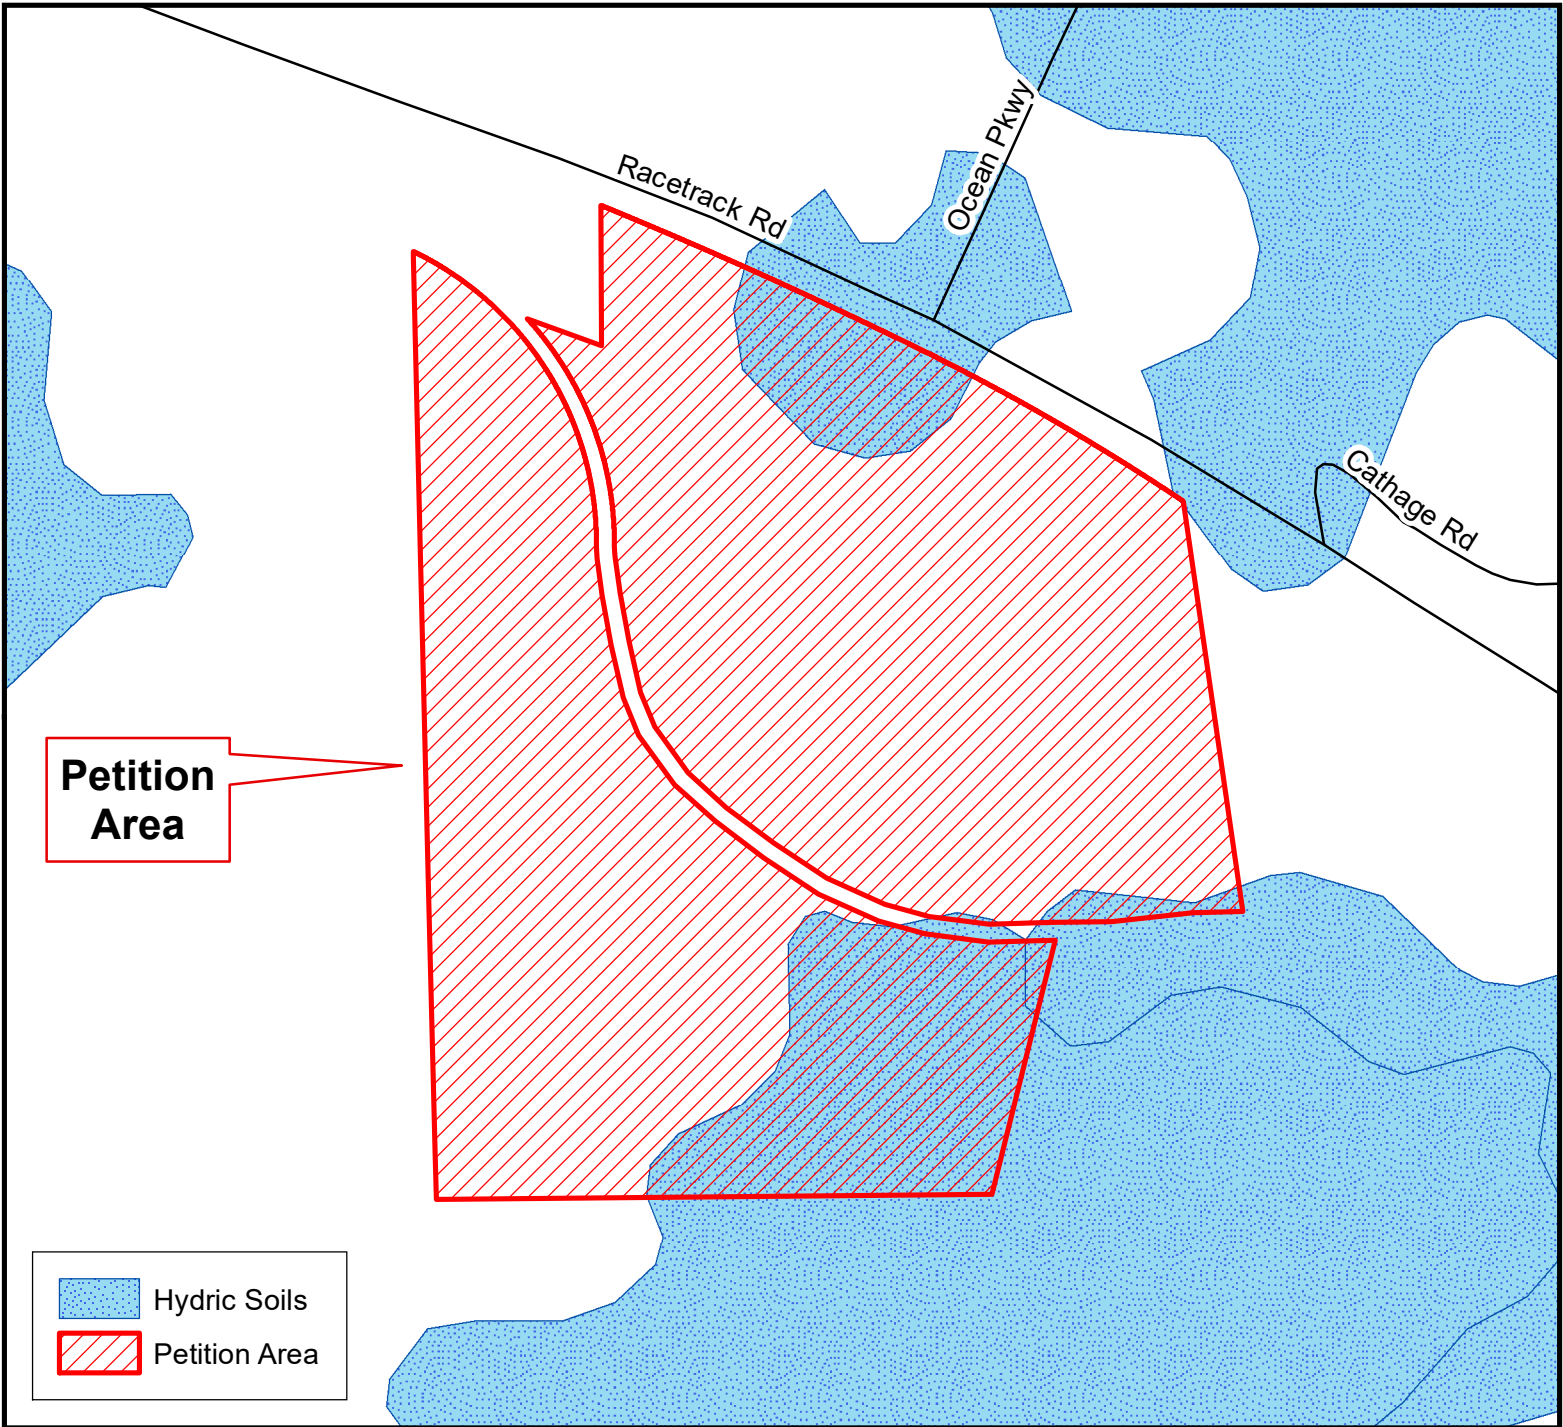 Racetrack Rd
Ocean Pkwy
Cathage Rd
Petition
Area
Hydric Soils
Petition Area